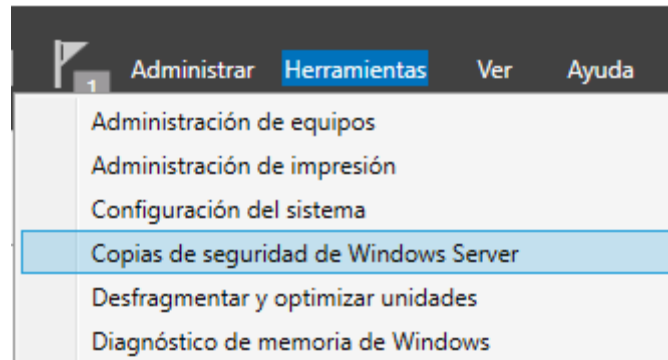 1 Administrar Herramientas Ver Ayuda
Administración de equipos
Administración de impresión
Configuración del sistema
Copias de seguridad de Windows Server
Desfragmentar y optimizar unidades
Diagnóstico de memoria de Windows